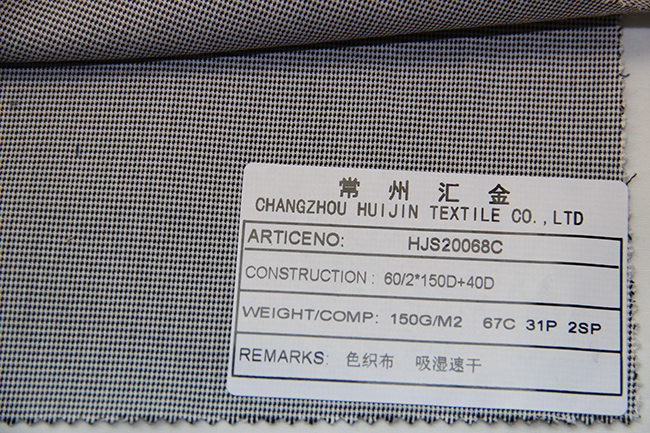 常州汇金
CHANGZHOU HUIJIN TEXTILE CO.,LTD
ARTICENO: HJS20068C
CONSTRUCTION: 60/2*150D+40D
WEIGHT/COMP: 150G/M2 67C 31P 2SP
REMARKS: 色织布 吸湿速干